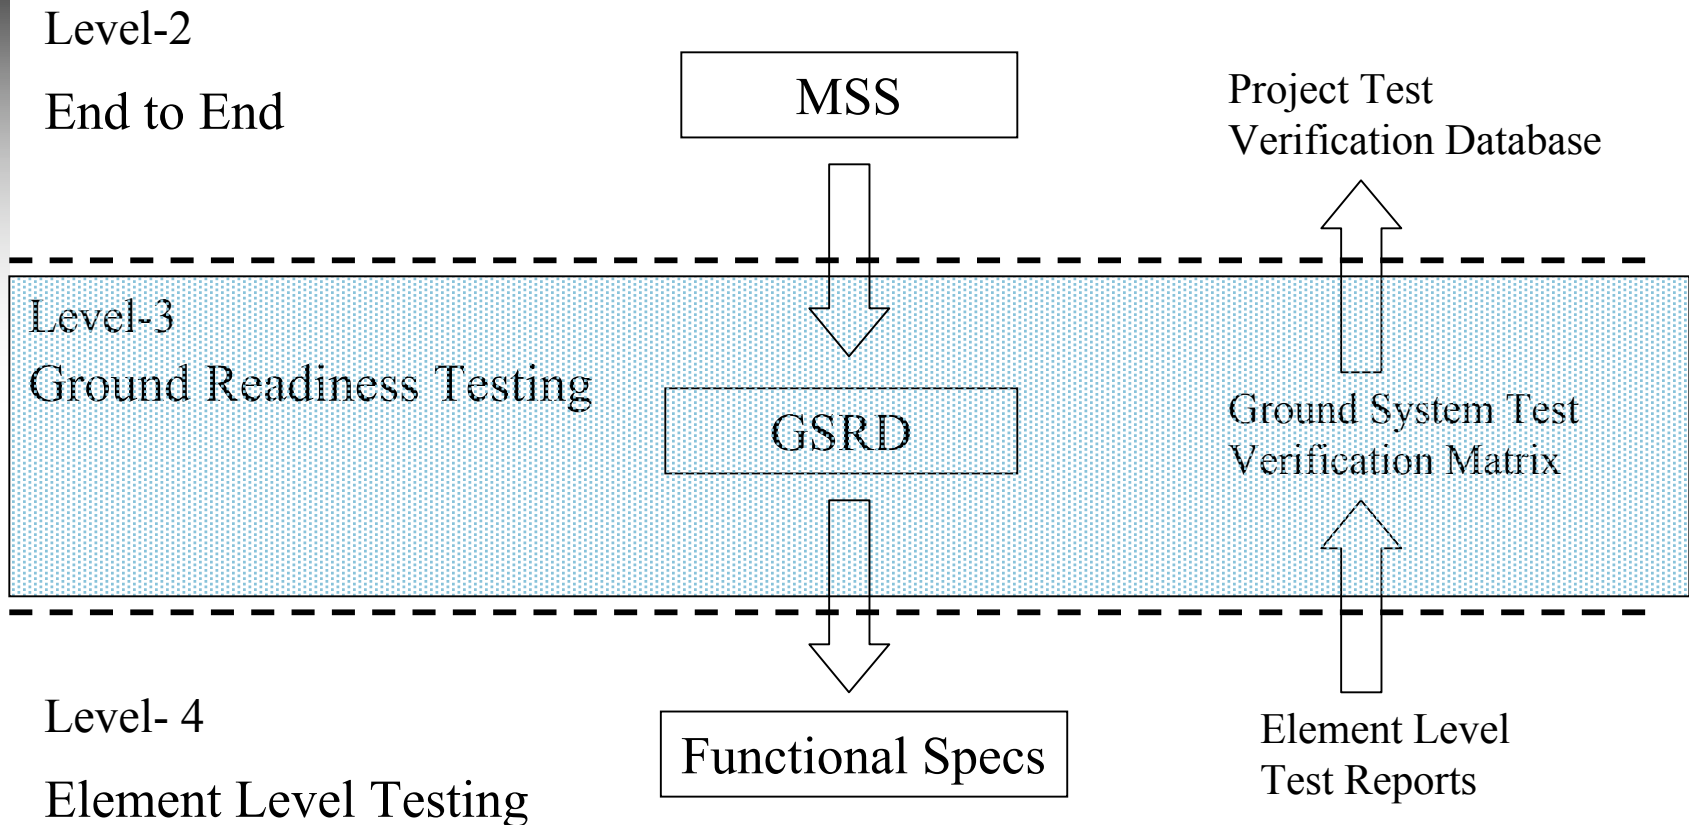 Level-2
End to End
MSS
Project Test
Verification Database
Level-3
Ground Readiness Testing
GSRD
Ground System Test
Verification Matrix
Level- 4
Element Level Testing
Functional Specs
Element Level
Test Reports